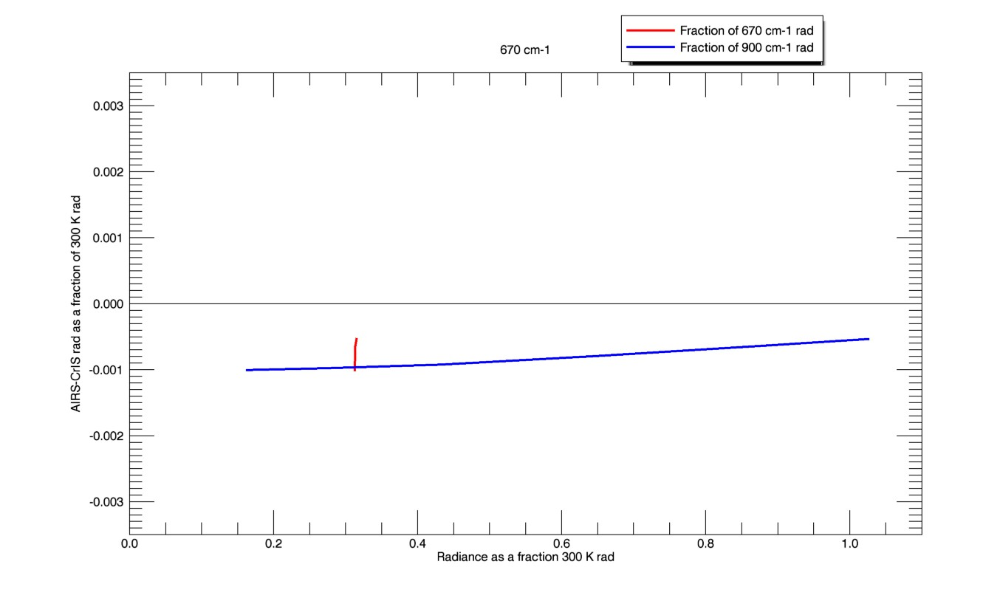 Fraction of 670 cm-1 rad
Fraction of 900 cm-1 rad
670 cm-1
AIRS-CrIS rad as a fraction of 300 K rad
0.003
0.002
0.001
0.000
-0.001
-0.002
-0.003
0.0 0.2 0.4 0.6 0.8 1.0
Radiance as a fraction 300 K rad